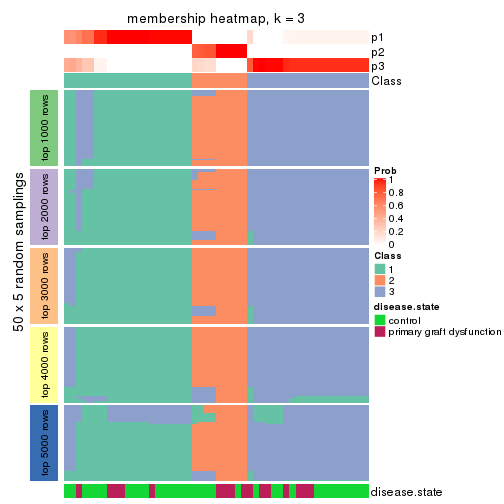 membership heatmap, k = 3
p1
p2
p3
Class
50 x 5 random samplings
top 1000 rows
top 2000 rows
top 3000 rows
top 4000 rows
top 5000 rows
Prob
1
0.8
0.6
0.4
0.2
0
Class
1
2
3
disease.state
control
primary graft dysfunction
disease.state